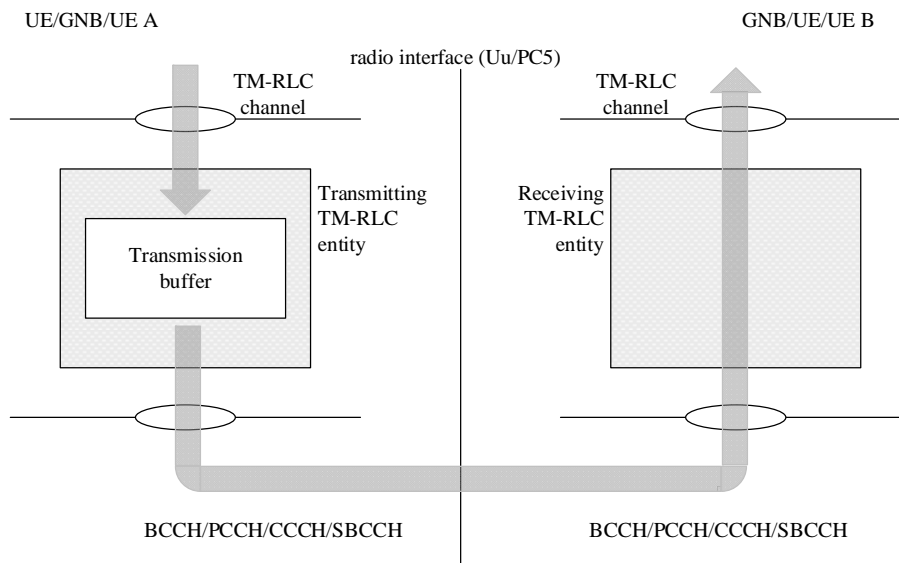 UE/GNB/UE A
GNB/UE/UE B
radio interface (Uu/PC5)
TM-RLC
channel
TM-RLC
channel
Transmitting
TM-RLC
entity
Receiving
TM-RLC
entity
Transmission
buffer
BCCH/PCCH/CCCH/SBCCH
BCCH/PCCH/CCCH/SBCCH